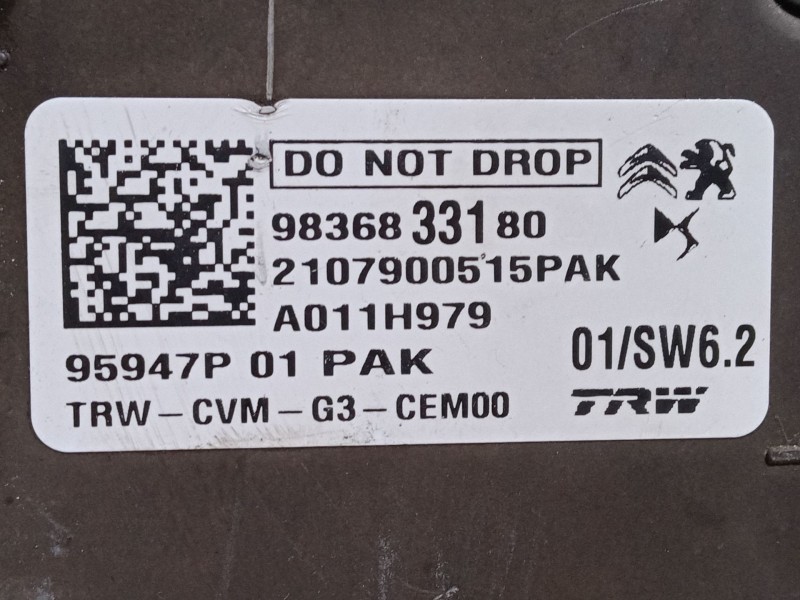 DO NOT DROP
98368 331 80
2107900515PAK
A011H979
95947P 01 PAK
01/SW6.2
TRW-CVM-G3-CEM00
TRW